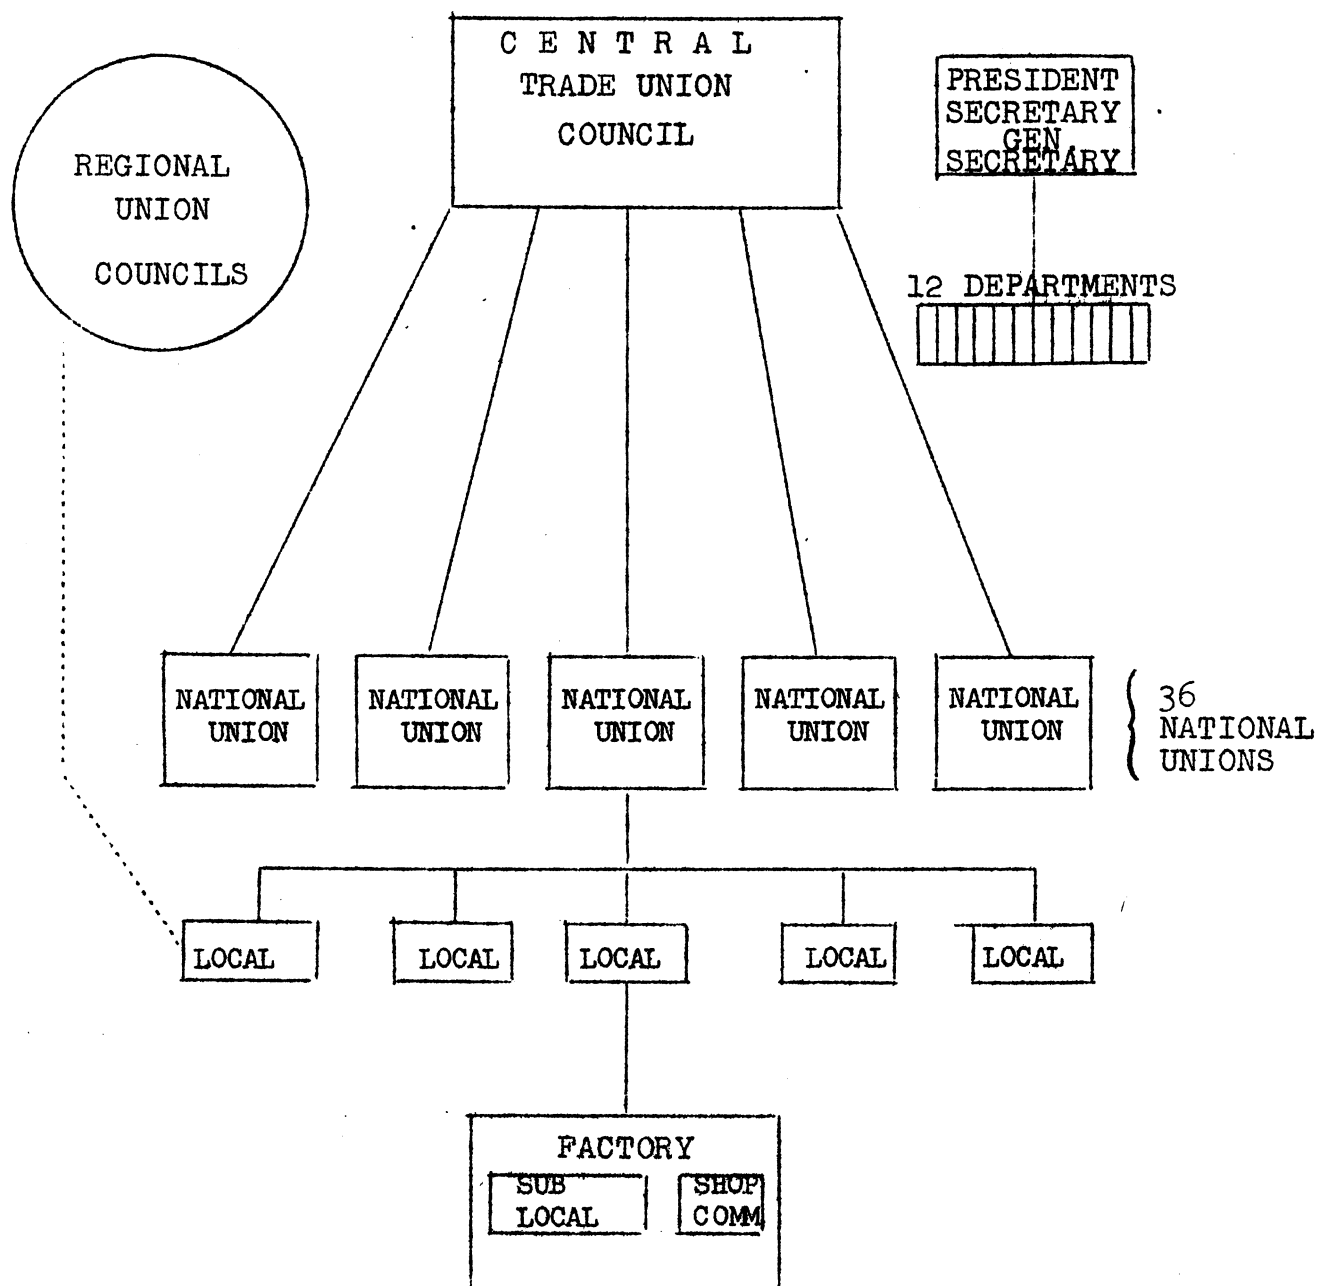 C E N T R A L
TRADE UNION
COUNCIL
PRESIDENT
SECRETARY
GEN.
SECRETARY
REGIONAL
UNION
COUNCILS
12 DEPARTMENTS
NATIONAL
UNION
NATIONAL
UNION
NATIONAL
UNION
NATIONAL
UNION
NATIONAL
UNION
36
NATIONAL
UNIONS
LOCAL
LOCAL
LOCAL
LOCAL
LOCAL
FACTORY
SUB
LOCAL
SHOP
COMM